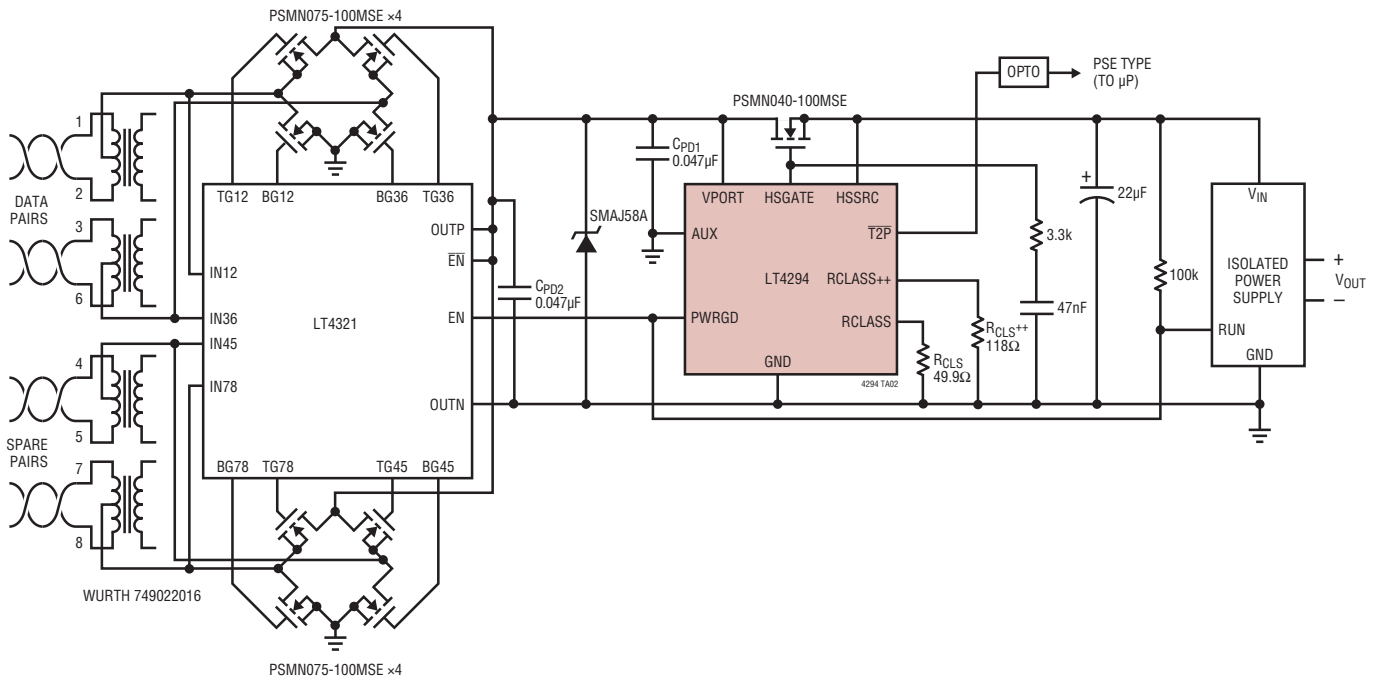 PSMN075-100MSE ×4
OPTO
PSE TYPE
(TO µP)
PSMN040-100MSE
1
2
DATA
PAIRS
3
6
4
5
SPARE
PAIRS
7
8
WURTH 749022016
TG12 BG12 BG36 TG36
OUTP
EN
IN12
IN36
IN45
IN78
LT4321
EN
OUTN
BG78 TG78 TG45 BG45
PSMN075-100MSE ×4
CPD2
0.047µF
SMAJ58A
CPD1
0.047µF
VPORT HSGATE HSSRC
AUX
T2P
LT4294
RCLASS++
PWRGD
RCLASS
GND
4294 TA02
RCLS
49.9Ω
RCLS++
118Ω
3.3k
47nF
+
22µF
100k
VIN
ISOLATED
POWER
SUPPLY
RUN
GND
+
VOUT
–